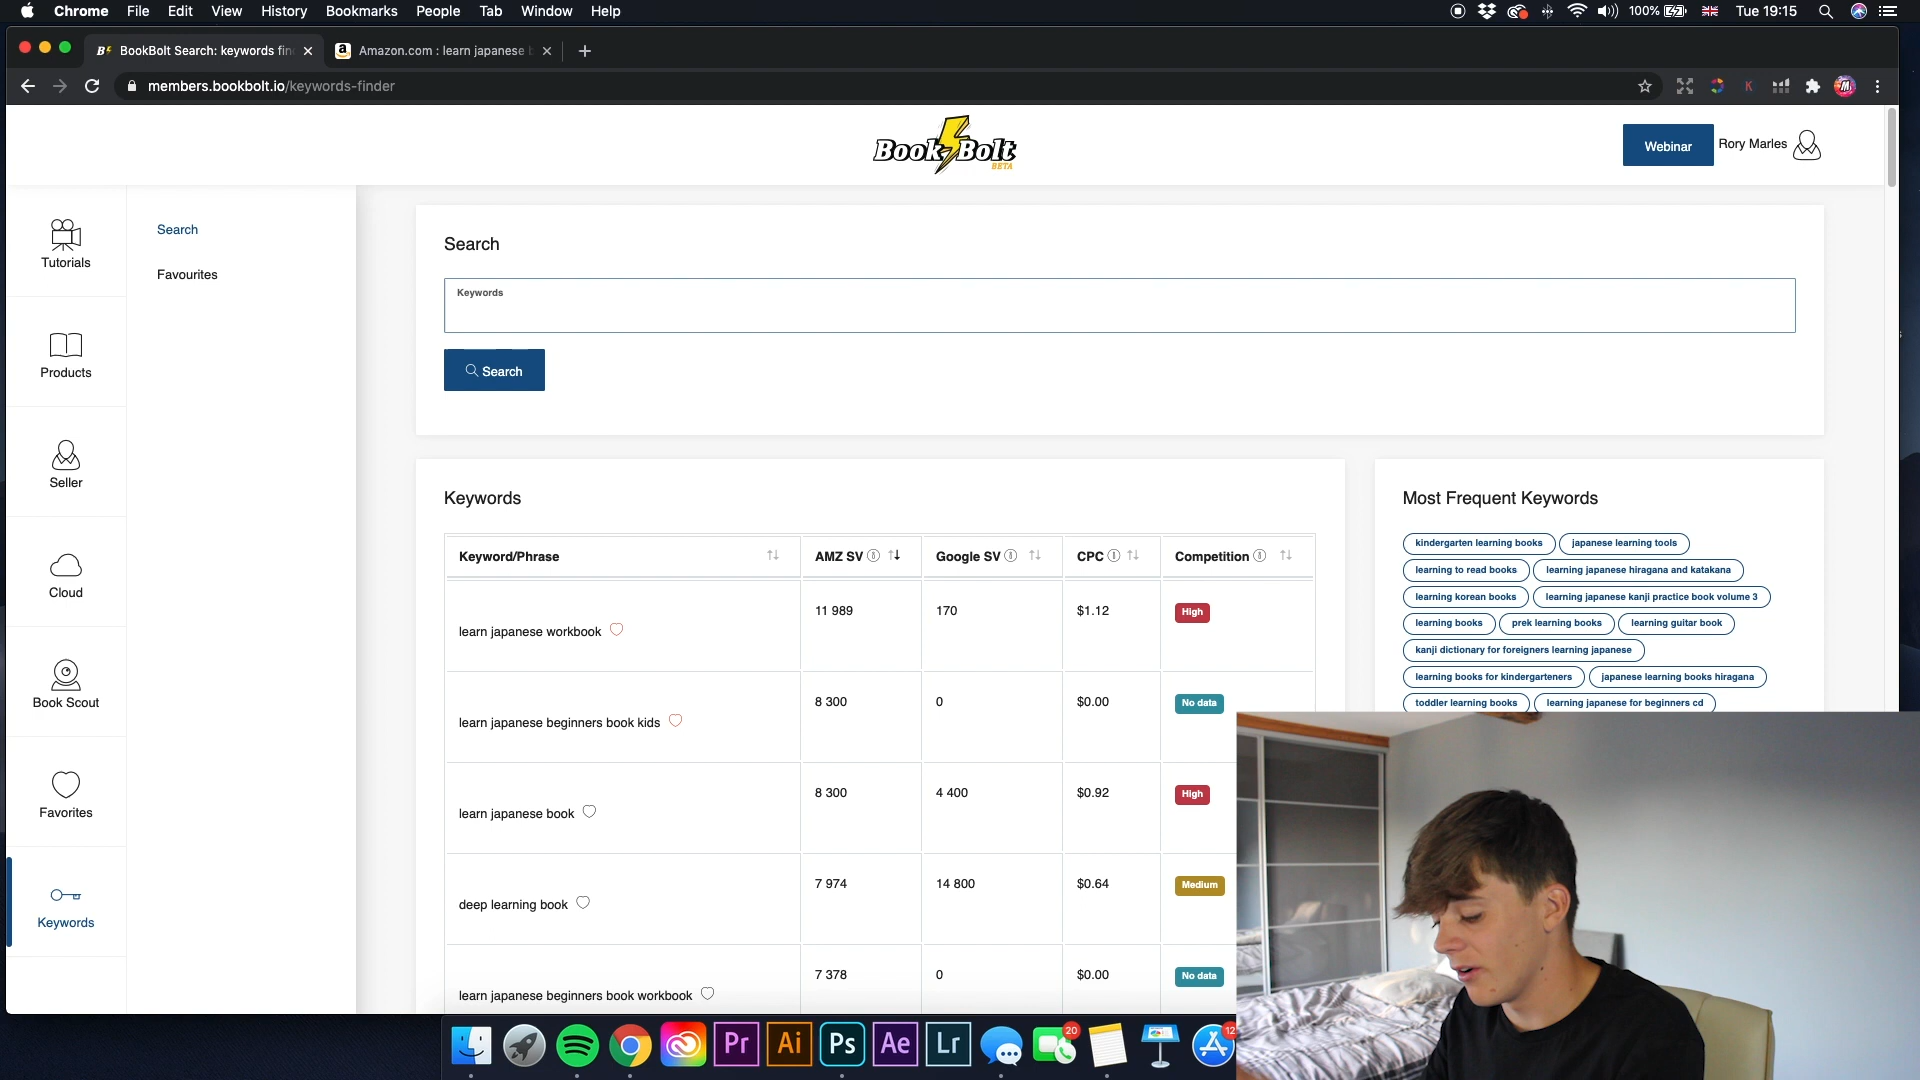 Chrome File Edit View History Bookmarks People Tab Window Help 100% Tue 19:15
BookBolt Search: keywords fin Amazon.com : learn japanese b
members.bookbolt.io/keywords-finder
Book Bolt
BETA
Webinar Rory Marles
Tutorials
Products
Seller
Cloud
Book Scout
Favorites
Keywords
Search
Favourites
Search
Keywords
Search
Keywords
Keyword/Phrase AMZ SV Google SV CPC Competition
learn japanese workbook 11 989 170 $1.12 High
learn japanese beginners book kids 8 300 0 $0.00 No data
learn japanese book 8 300 4 400 $0.92 High
deep learning book 7 974 14 800 $0.64 Medium
learn japanese beginners book workbook 7 378 0 $0.00 No data
Most Frequent Keywords
kindergarten learning books japanese learning tools
learning to read books learning japanese hiragana and katakana
learning korean books learning japanese kanji practice book volume 3
learning books prek learning books learning guitar book
kanji dictionary for foreigners learning japanese
learning books for kindergarteners japanese learning books hiragana
toddler learning books learning japanese for beginners cd
Pr Ai Ps Ae Lr 20 12